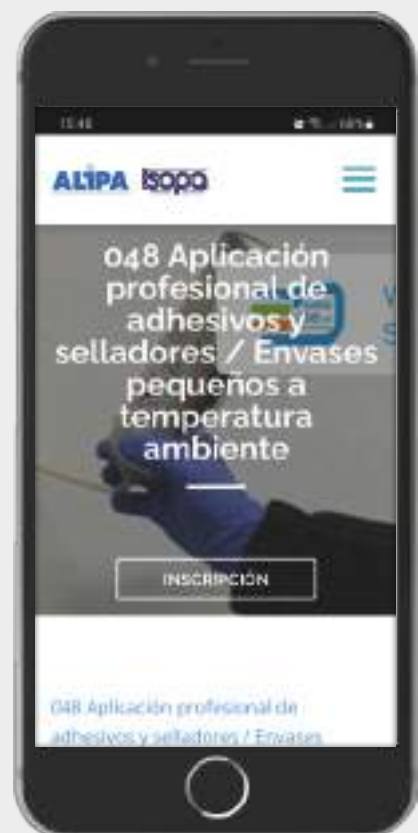 ALIPA isopa
048 Aplicación
profesional de
adhesivos y
selladores / Envases
pequeños a
temperatura
ambiente
INSCRIPCIÓN
048 Aplicación profesional de
adhesivos y selladores / Envases